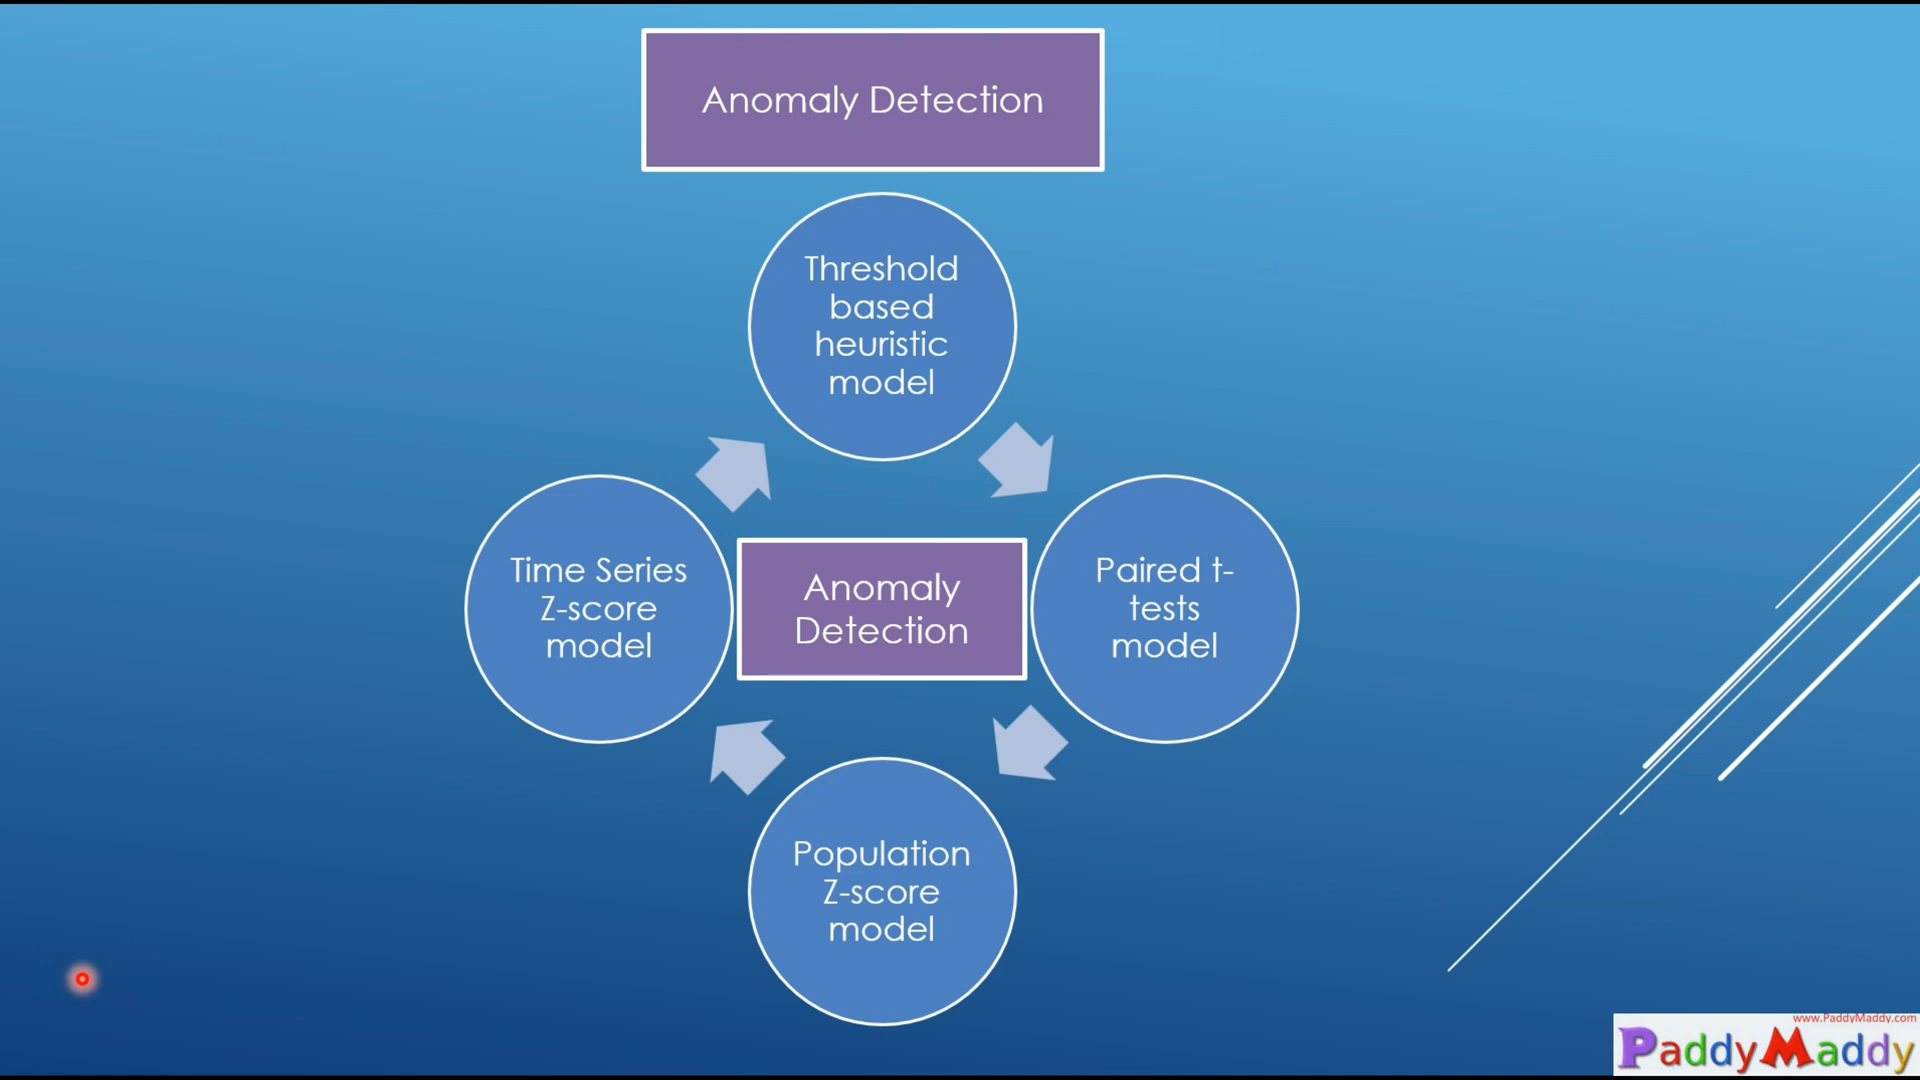 Anomaly Detection
Threshold
based
heuristic
model
Time Series
Z-score
model
Anomaly
Detection
Paired t-
tests
model
Population
Z-score
model
www.PaddyMaddy.com
PaddyMaddy